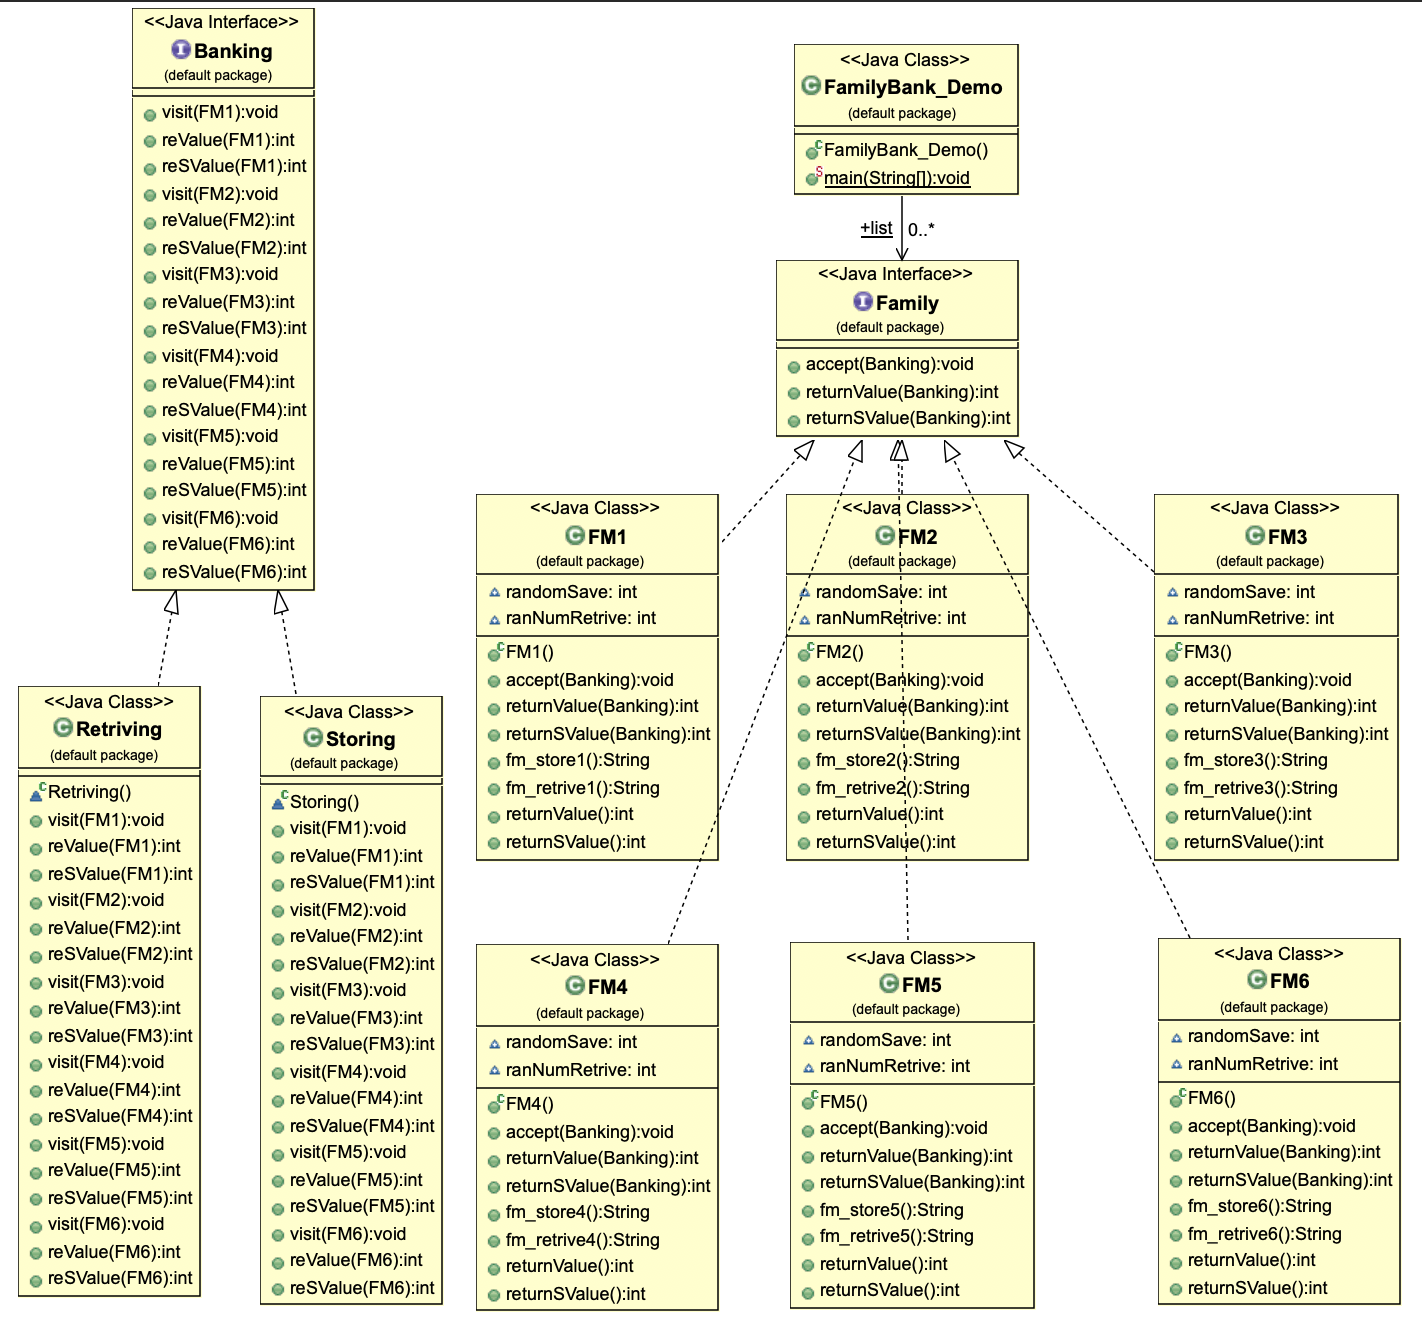 <<Java Interface>>
Banking
(default package)
visit(FM1):void
reValue(FM1):int
reSValue(FM1):int
visit(FM2):void
reValue(FM2):int
reSValue(FM2):int
visit(FM3):void
reValue(FM3):int
reSValue(FM3):int
visit(FM4):void
reValue(FM4):int
reSValue(FM4):int
visit(FM5):void
reValue(FM5):int
reSValue(FM5):int
visit(FM6):void
reValue(FM6):int
reSValue(FM6):int
<<Java Class>>
FamilyBank_Demo
(default package)
FamilyBank_Demo()
main(String[]):void
+list 0..*
<<Java Interface>>
Family
(default package)
accept(Banking):void
returnValue(Banking):int
returnSValue(Banking):int
<<Java Class>>
FM1
(default package)
randomSave: int
ranNumRetrive: int
FM1()
accept(Banking):void
returnValue(Banking):int
returnSValue(Banking):int
fm_store1():String
fm_retrive1():String
returnValue():int
returnSValue():int
<<Java Class>>
FM2
(default package)
randomSave: int
ranNumRetrive: int
FM2()
accept(Banking):void
returnValue(Banking):int
returnSValue(Banking):int
fm_store2():String
fm_retrive2():String
returnValue():int
returnSValue():int
<<Java Class>>
FM3
(default package)
randomSave: int
ranNumRetrive: int
FM3()
accept(Banking):void
returnValue(Banking):int
returnSValue(Banking):int
fm_store3():String
fm_retrive3():String
returnValue():int
returnSValue():int
<<Java Class>>
Retriving
(default package)
Retriving()
visit(FM1):void
reValue(FM1):int
reSValue(FM1):int
visit(FM2):void
reValue(FM2):int
reSValue(FM2):int
visit(FM3):void
reValue(FM3):int
reSValue(FM3):int
visit(FM4):void
reValue(FM4):int
reSValue(FM4):int
visit(FM5):void
reValue(FM5):int
reSValue(FM5):int
visit(FM6):void
reValue(FM6):int
reSValue(FM6):int
<<Java Class>>
Storing
(default package)
Storing()
visit(FM1):void
reValue(FM1):int
reSValue(FM1):int
visit(FM2):void
reValue(FM2):int
reSValue(FM2):int
visit(FM3):void
reValue(FM3):int
reSValue(FM3):int
visit(FM4):void
reValue(FM4):int
reSValue(FM4):int
visit(FM5):void
reValue(FM5):int
reSValue(FM5):int
visit(FM6):void
reValue(FM6):int
reSValue(FM6):int
<<Java Class>>
FM4
(default package)
randomSave: int
ranNumRetrive: int
FM4()
accept(Banking):void
returnValue(Banking):int
returnSValue(Banking):int
fm_store4():String
fm_retrive4():String
returnValue():int
returnSValue():int
<<Java Class>>
FM5
(default package)
randomSave: int
ranNumRetrive: int
FM5()
accept(Banking):void
returnValue(Banking):int
returnSValue(Banking):int
fm_store5():String
fm_retrive5():String
returnValue():int
returnSValue():int
<<Java Class>>
FM6
(default package)
randomSave: int
ranNumRetrive: int
FM6()
accept(Banking):void
returnValue(Banking):int
returnSValue(Banking):int
fm_store6():String
fm_retrive6():String
returnValue():int
returnSValue():int